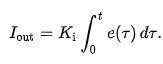 I_out = K_i ∫_0^t e(τ) dτ.